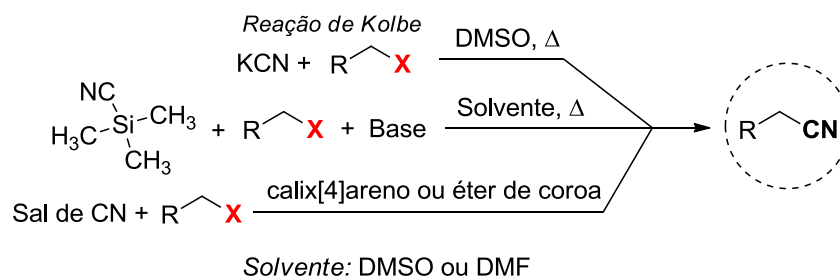 Reação de Kolbe
KCN + R X DMSO, Δ
NC
H₃C Si CH₃ + R X + Base Solvente, Δ R CN
CH₃
Sal de CN + R X calix[4]areno ou éter de coroa
Solvente: DMSO ou DMF